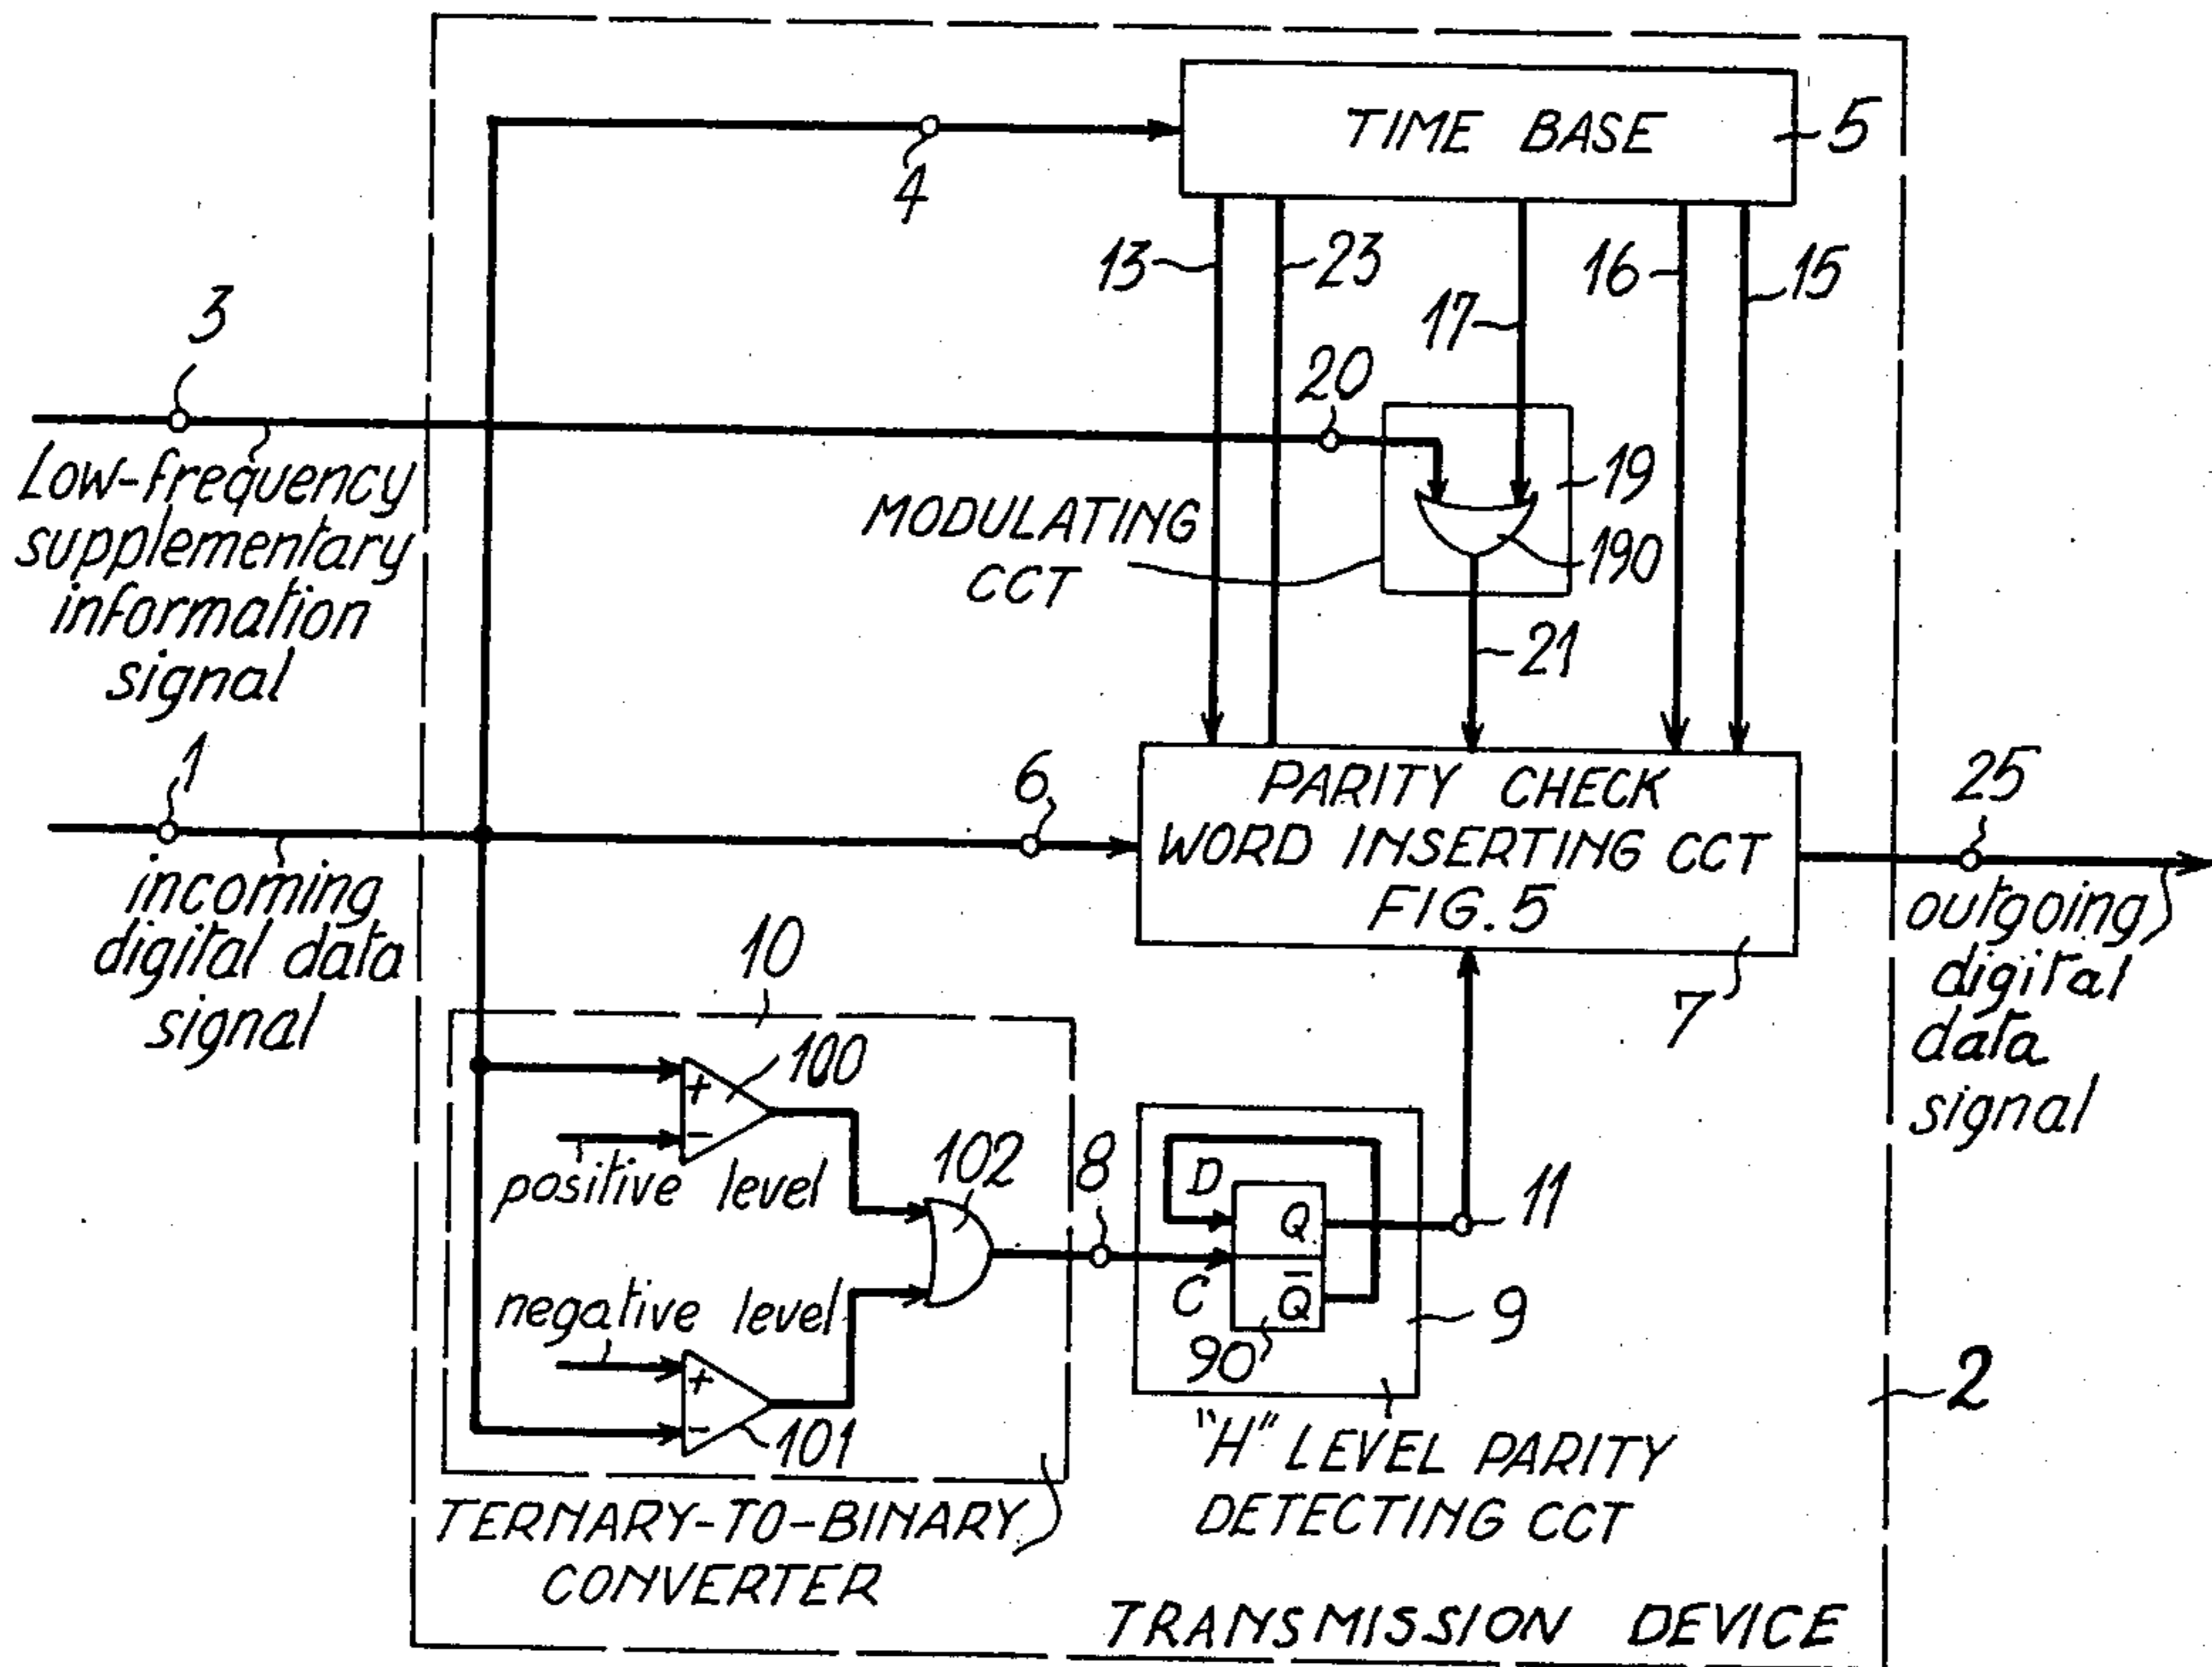 TIME BASE
5
4
13
23
16
15
17
3
20
Low-frequency
supplementary
information
signal
19
MODULATING
CCT
190
21
1
6
25
incoming
digital data
signal
PARITY CHECK
WORD INSERTING CCT
FIG. 5
outgoing
digital
data
signal
7
10
100
+
-
positive level
102
8
D
Q
11
C
Q̅
90
9
negative level
+
-
101
2
"H" LEVEL PARITY
DETECTING CCT
TERNARY-TO-BINARY
CONVERTER
TRANSMISSION DEVICE